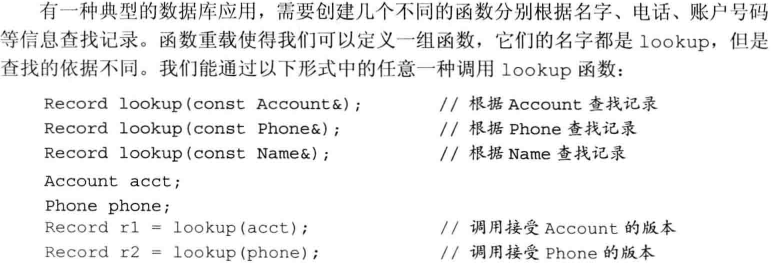 有一种典型的数据库应用，需要创建几个不同的函数分别根据名字、电话、账户号码
等信息查找记录。函数重载使得我们可以定义一组函数，它们的名字都是 lookup，但是
查找的依据不同。我们能通过以下形式中的任意一种调用 lookup 函数：
Record lookup(const Account&); // 根据 Account 查找记录
Record lookup(const Phone&); // 根据 Phone 查找记录
Record lookup(const Name&); // 根据 Name 查找记录
Account acct;
Phone phone;
Record r1 = lookup(acct); // 调用接受 Account 的版本
Record r2 = lookup(phone); // 调用接受 Phone 的版本